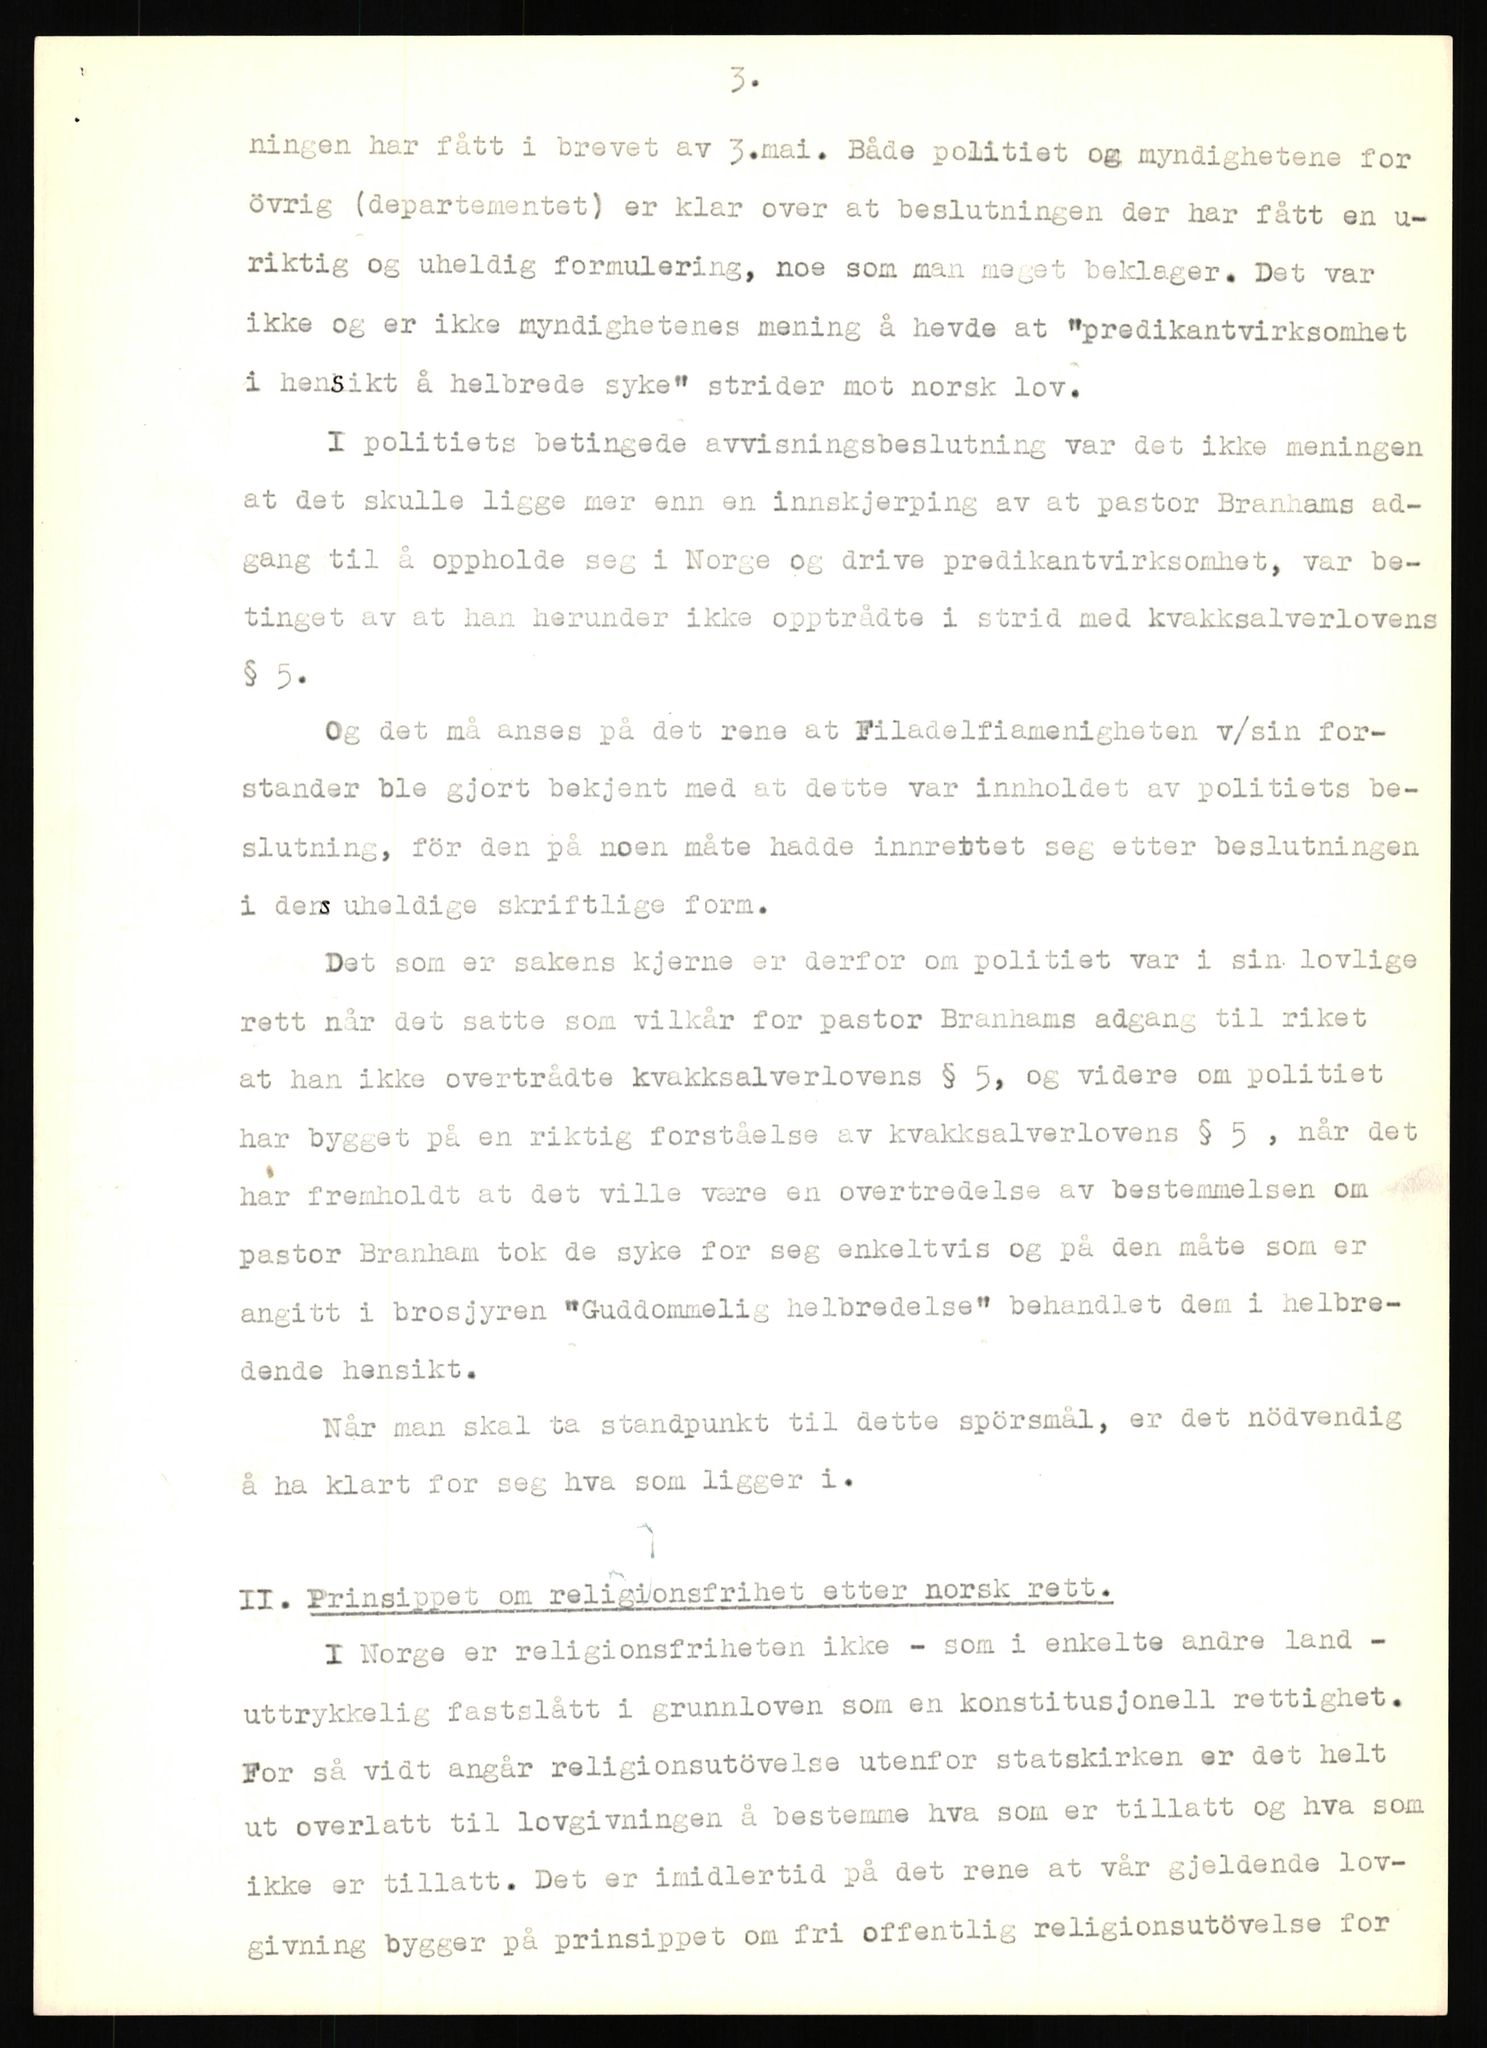 3.
ningen har fått i brevet av 3.mai. Både politiet og myndighetene for
övrig (departementet) er klar over at beslutningen der har fått en u-
riktig og uheldig formulering, noe som man meget beklager. Det var
ikke og er ikke myndighetenes mening å hevde at "predikantvirksomhet
i hensikt å helbrede syke" strider mot norsk lov.
I politiets betingede avvisningsbeslutning var det ikke meningen
at det skulle ligge mer enn en innskjerping av at pastor Branhams ad-
gang til å oppholde seg i Norge og drive predikantvirksomhet, var be-
tinget av at han herunder ikke opptrådte i strid med kvakksalverlovens
§ 5.
Og det må anses på det rene at Filadelfiamenigheten v/sin for-
stander ble gjort bekjent med at dette var innholdet av politiets be-
slutning, för den på noen måte hadde innrettet seg etter beslutningen
i dens uheldige skriftlige form.
Det som er sakens kjerne er derfor om politiet var i sin lovlige
rett når det satte som vilkår for pastor Branhams adgang til riket
at han ikke overtrådte kvakksalverlovens § 5, og videre om politiet
har bygget på en riktig forståelse av kvakksalverlovens § 5 , når det
har fremholdt at det ville være en overtredelse av bestemmelsen om
pastor Branham tok de syke for seg enkeltvis og på den måte som er
angitt i brosjyren "Guddommelig helbredelse" behandlet dem i helbre-
dende hensikt.
Når man skal ta standpunkt til dette spörsmål, er det nödvendig
å ha klart for seg hva som ligger i.
II. Prinsippet om religionsfrihet etter norsk rett.
I Norge er religionsfriheten ikke - som i enkelte andre land -
uttrykkelig fastslått i grunnloven som en konstitusjonell rettighet.
For så vidt angår religionsutövelse utenfor statskirken er det helt
ut overlatt til lovgivningen å bestemme hva som er tillatt og hva som
ikke er tillatt. Det er imidlertid på det rene at vår gjeldende lov-
givning bygger på prinsippet om fri offentlig religionsutövelse for